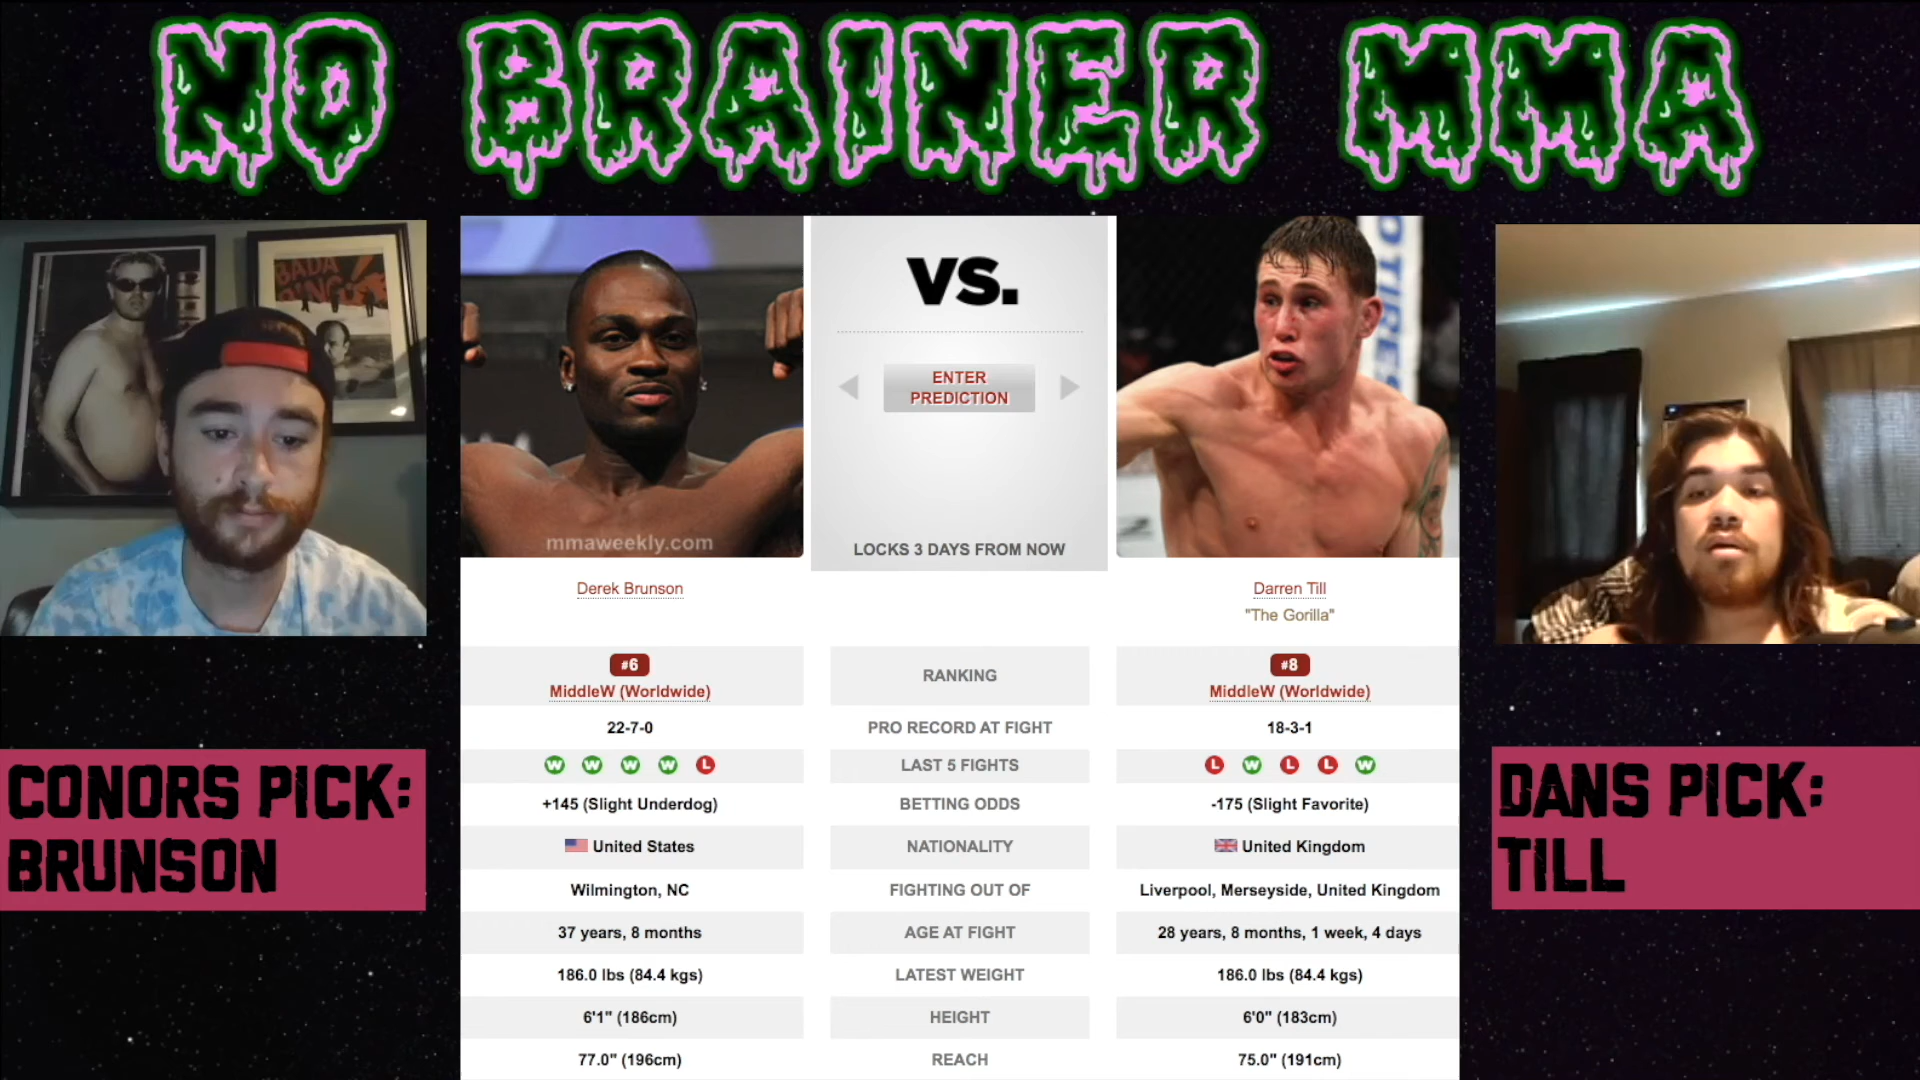 NO BRAINER MMA
BADA
BING
VS.
ENTER
PREDICTION
LOCKS 3 DAYS FROM NOW
mmaweekly.com
Derek Brunson
Darren Till
"The Gorilla"
#6
MiddleW (Worldwide)
RANKING
#8
MiddleW (Worldwide)
22-7-0
PRO RECORD AT FIGHT
18-3-1
W W W W L
LAST 5 FIGHTS
L W L L W
+145 (Slight Underdog)
BETTING ODDS
-175 (Slight Favorite)
United States
NATIONALITY
United Kingdom
Wilmington, NC
FIGHTING OUT OF
Liverpool, Merseyside, United Kingdom
37 years, 8 months
AGE AT FIGHT
28 years, 8 months, 1 week, 4 days
186.0 lbs (84.4 kgs)
LATEST WEIGHT
186.0 lbs (84.4 kgs)
6'1" (186cm)
HEIGHT
6'0" (183cm)
77.0" (196cm)
REACH
75.0" (191cm)
CONORS PICK:
BRUNSON
DANS PICK:
TILL